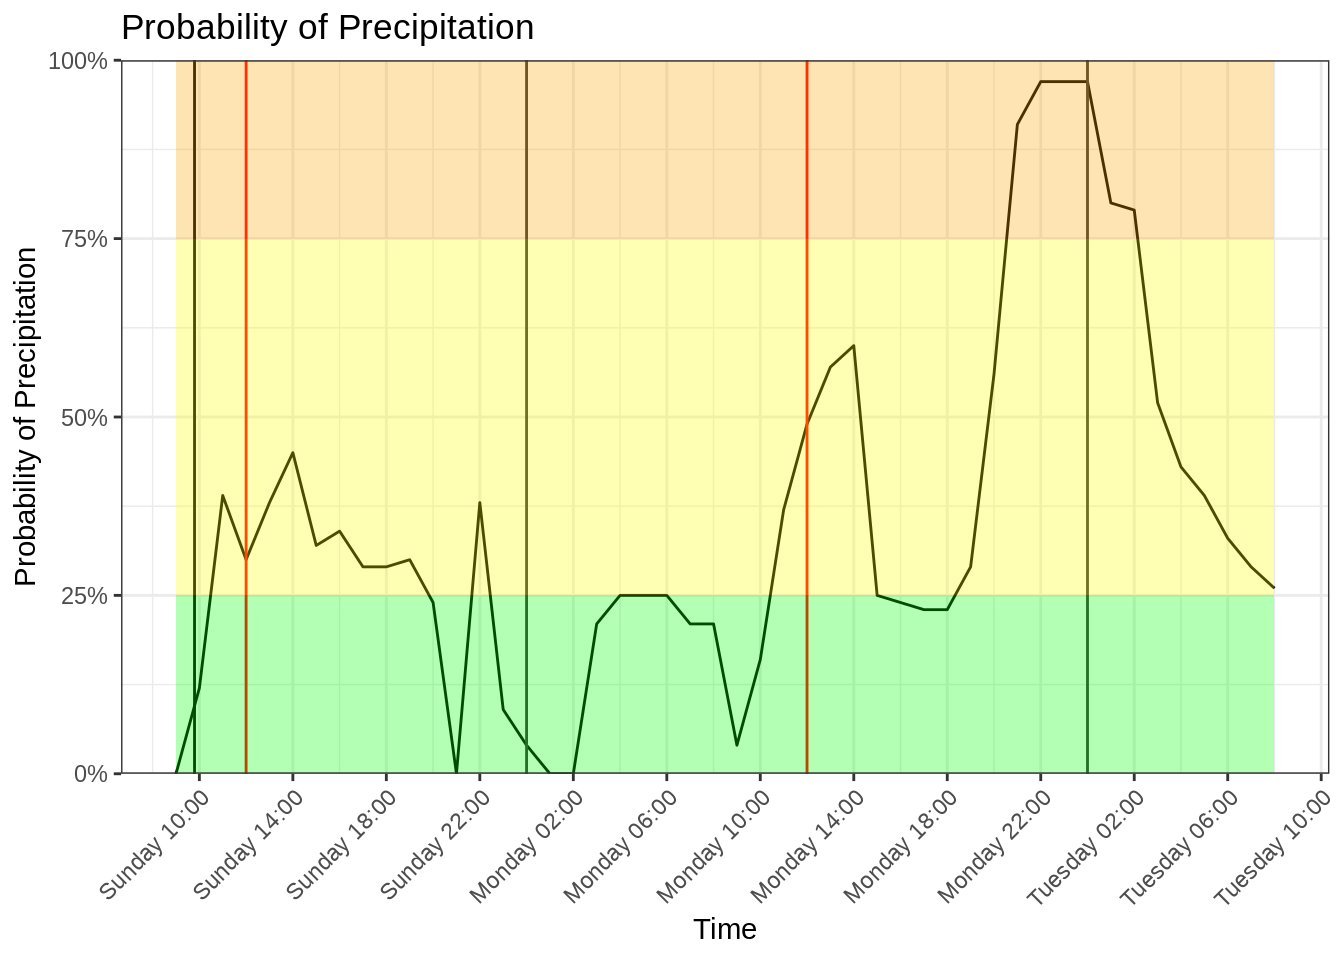 Probability of Precipitation
Probability of Precipitation
100%
75%
50%
25%
0%
Sunday 10:00
Sunday 14:00
Sunday 18:00
Sunday 22:00
Monday 02:00
Monday 06:00
Monday 10:00
Monday 14:00
Monday 18:00
Monday 22:00
Tuesday 02:00
Tuesday 06:00
Tuesday 10:00
Time